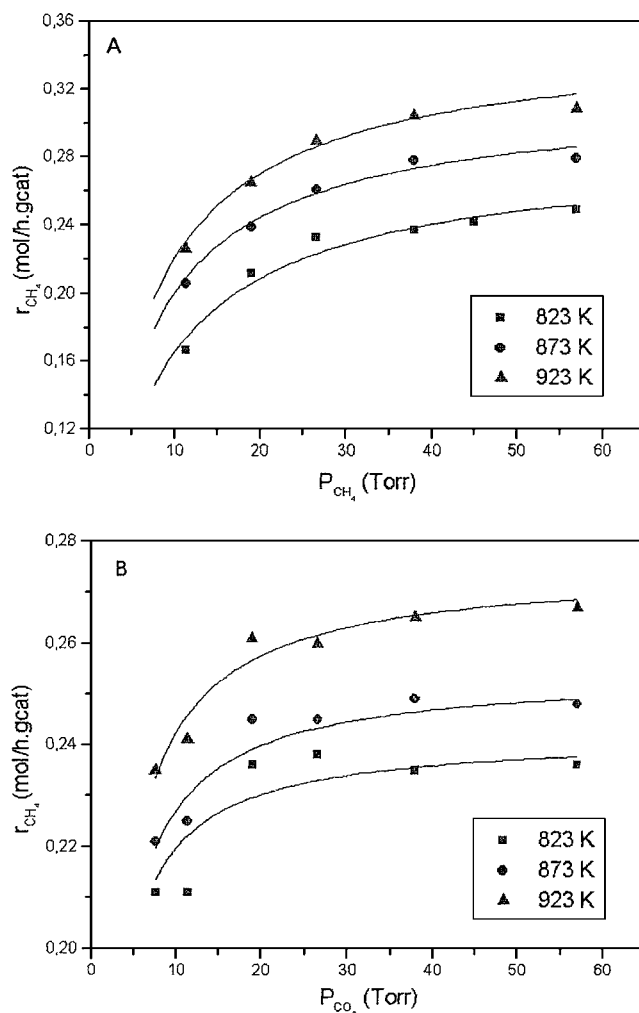 A
0,36
0,32
0,28
0,24
0,20
0,16
0,12
r_CH₄ (mol/h.gcat)
823 K
873 K
923 K
0 10 20 30 40 50 60
P_CH₄ (Torr)
B
0,28
0,26
0,24
0,22
0,20
r_CH₄ (mol/h.gcat)
823 K
873 K
923 K
0 10 20 30 40 50 60
P_CO₂ (Torr)